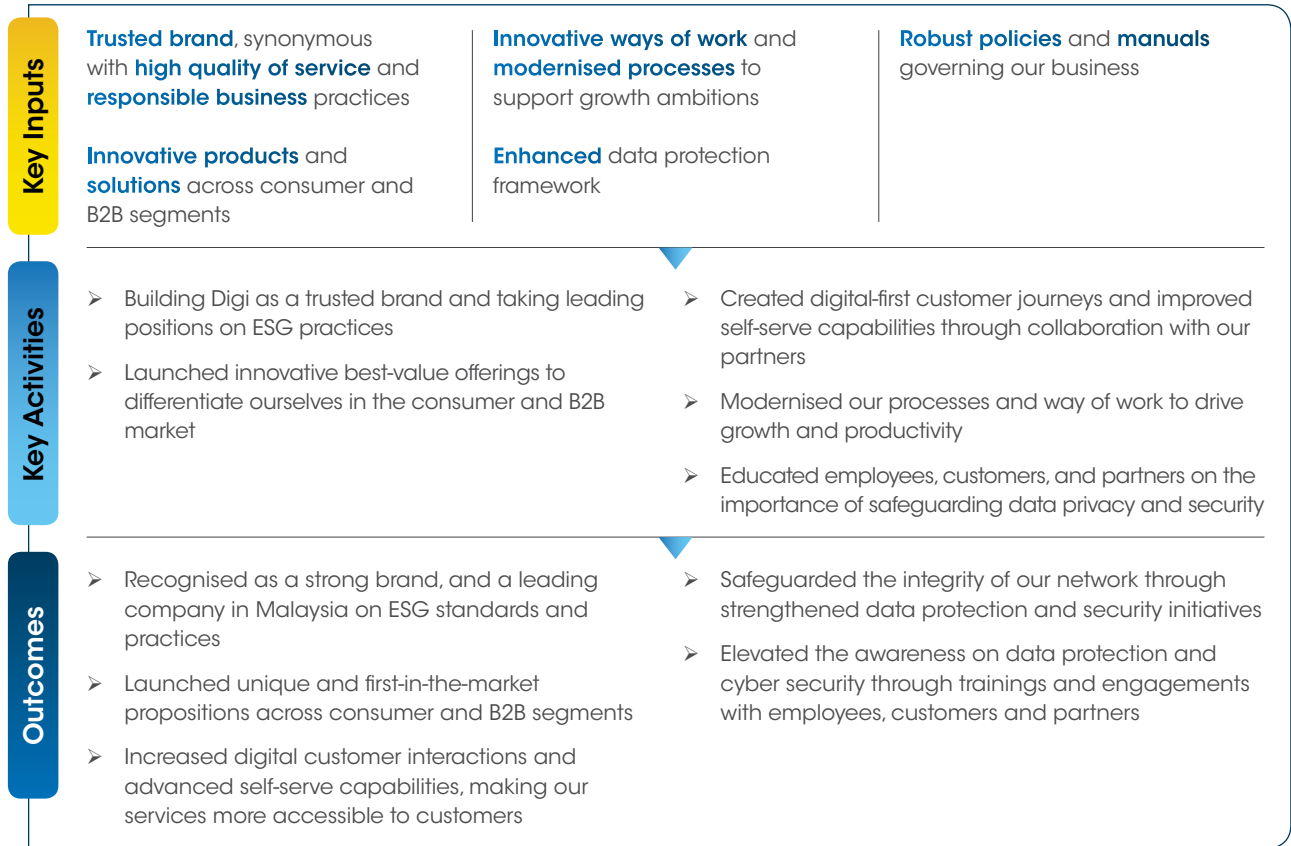 Key Inputs
Trusted brand, synonymous
with high quality of service and
responsible business practices
Innovative products and
solutions across consumer and
B2B segments
Innovative ways of work and
modernised processes to
support growth ambitions
Enhanced data protection
framework
Robust policies and manuals
governing our business
Key Activities
➢ Building Digi as a trusted brand and taking leading
positions on ESG practices
➢ Launched innovative best-value offerings to
differentiate ourselves in the consumer and B2B
market
➢ Created digital-first customer journeys and improved
self-serve capabilities through collaboration with our
partners
➢ Modernised our processes and way of work to drive
growth and productivity
➢ Educated employees, customers, and partners on the
importance of safeguarding data privacy and security
Outcomes
➢ Recognised as a strong brand, and a leading
company in Malaysia on ESG standards and
practices
➢ Launched unique and first-in-the-market
propositions across consumer and B2B segments
➢ Increased digital customer interactions and
advanced self-serve capabilities, making our
services more accessible to customers
➢ Safeguarded the integrity of our network through
strengthened data protection and security initiatives
➢ Elevated the awareness on data protection and
cyber security through trainings and engagements
with employees, customers and partners